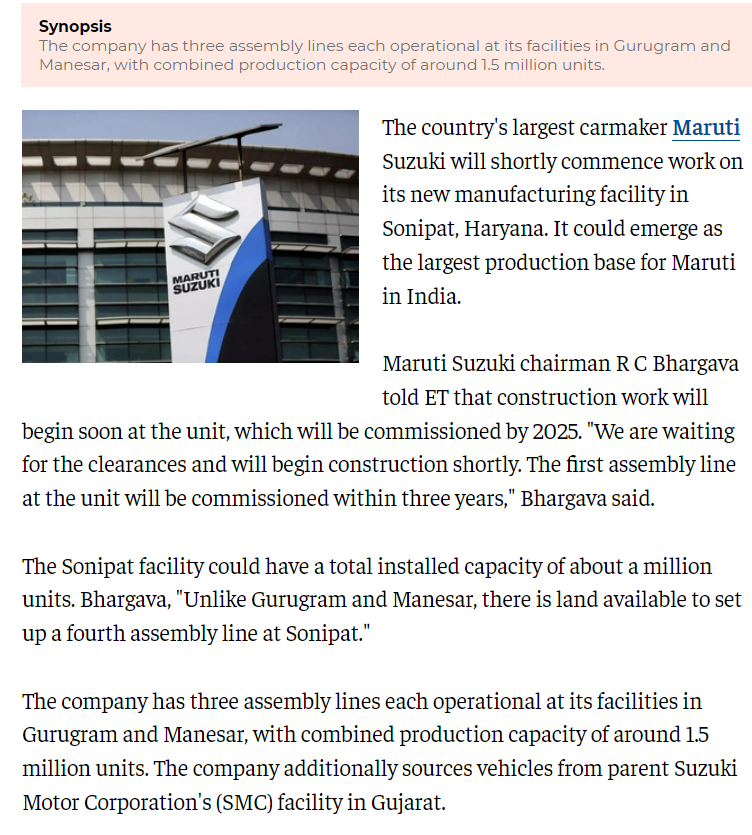 Synopsis
The company has three assembly lines each operational at its facilities in Gurugram and
Manesar, with combined production capacity of around 1.5 million units.
MARUTI
SUZUKI
The country's largest carmaker Maruti
Suzuki will shortly commence work on
its new manufacturing facility in
Sonipat, Haryana. It could emerge as
the largest production base for Maruti
in India.
Maruti Suzuki chairman R C Bhargava
told ET that construction work will
begin soon at the unit, which will be commissioned by 2025. "We are waiting
for the clearances and will begin construction shortly. The first assembly line
at the unit will be commissioned within three years," Bhargava said.
The Sonipat facility could have a total installed capacity of about a million
units. Bhargava, "Unlike Gurugram and Manesar, there is land available to set
up a fourth assembly line at Sonipat."
The company has three assembly lines each operational at its facilities in
Gurugram and Manesar, with combined production capacity of around 1.5
million units. The company additionally sources vehicles from parent Suzuki
Motor Corporation's (SMC) facility in Gujarat.